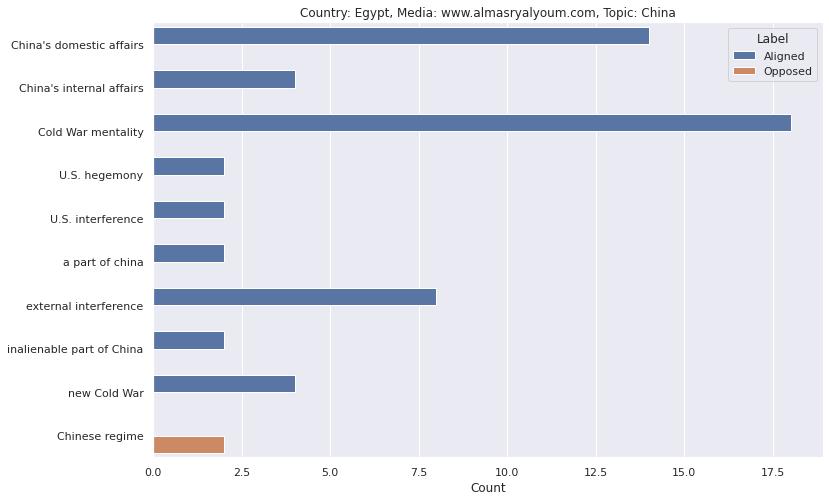 Country: Egypt, Media: www.almasryalyoum.com, Topic: China
Label
Aligned
Opposed
China's domestic affairs
China's internal affairs
Cold War mentality
U.S. hegemony
U.S. interference
a part of china
external interference
inalienable part of China
new Cold War
Chinese regime
0.0 2.5 5.0 7.5 10.0 12.5 15.0 17.5
Count